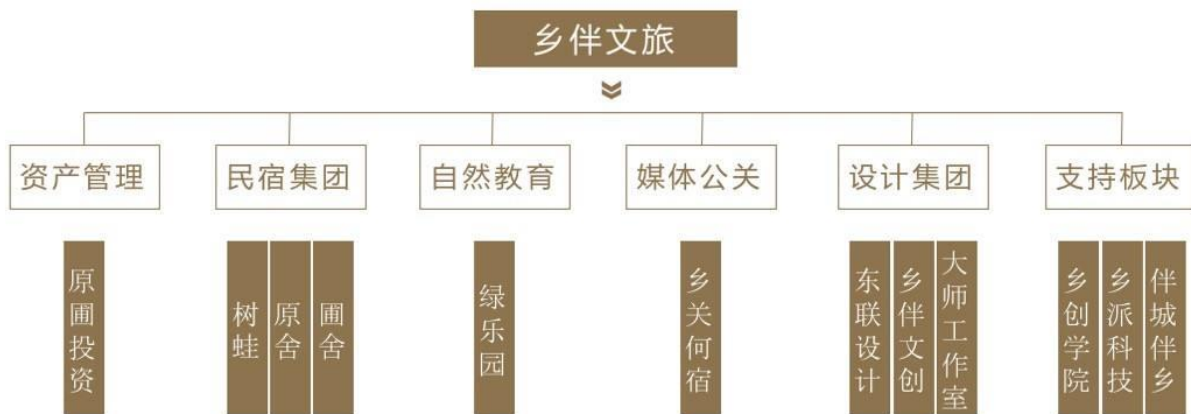 乡伴文旅
资产管理
民宿集团
自然教育
媒体公关
设计集团
支持板块
原圃投资
树蛙
原舍
圃舍
绿乐园
乡关何宿
东联设计
乡伴文创
大师工作室
乡创学院
乡派科技
伴城伴乡